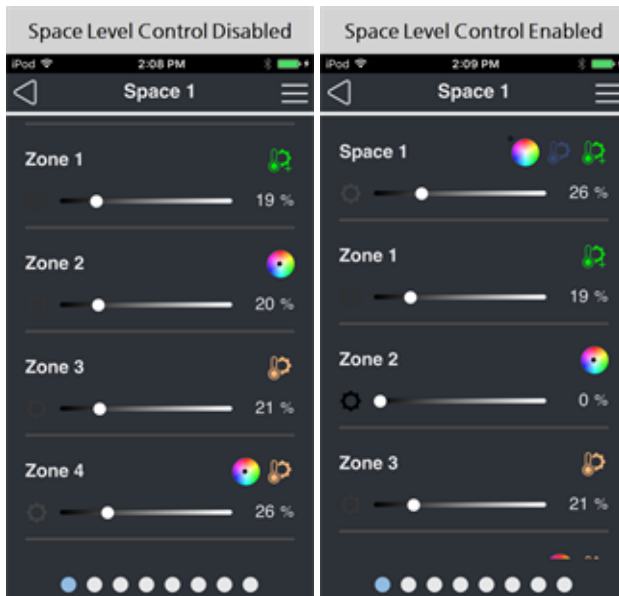 Space Level Control Disabled
iPod 2:08 PM
Space 1
Zone 1
19 %
Zone 2
20 %
Zone 3
21 %
Zone 4
26 %
Space Level Control Enabled
iPod 2:09 PM
Space 1
Space 1
26 %
Zone 1
19 %
Zone 2
0 %
Zone 3
21 %